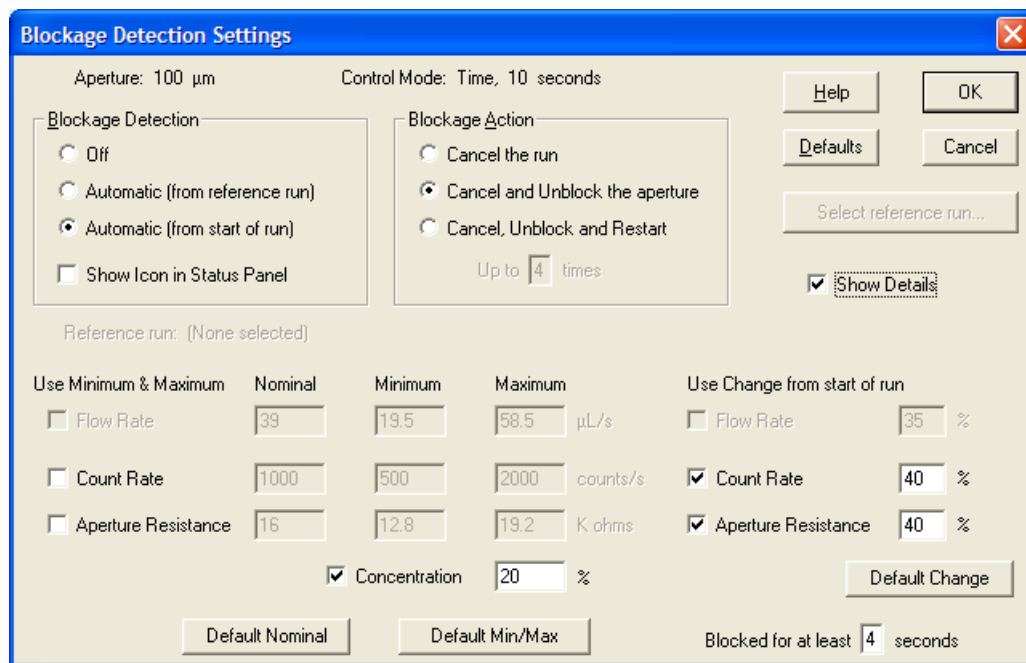 Blockage Detection Settings
Aperture: 100 µm
Control Mode: Time, 10 seconds
Help
OK
Defaults
Cancel
Select reference run...
Show Details
Blockage Detection
Off
Automatic (from reference run)
Automatic (from start of run)
Show Icon in Status Panel
Blockage Action
Cancel the run
Cancel and Unblock the aperture
Cancel, Unblock and Restart
Up to 4 times
Reference run: (None selected)
Use Minimum & Maximum Nominal Minimum Maximum
Flow Rate 39 19.5 58.5 µL/s
Count Rate 1000 500 2000 counts/s
Aperture Resistance 16 12.8 19.2 K ohms
Concentration 20 %
Use Change from start of run
Flow Rate 35 %
Count Rate 40 %
Aperture Resistance 40 %
Default Change
Default Nominal
Default Min/Max
Blocked for at least 4 seconds